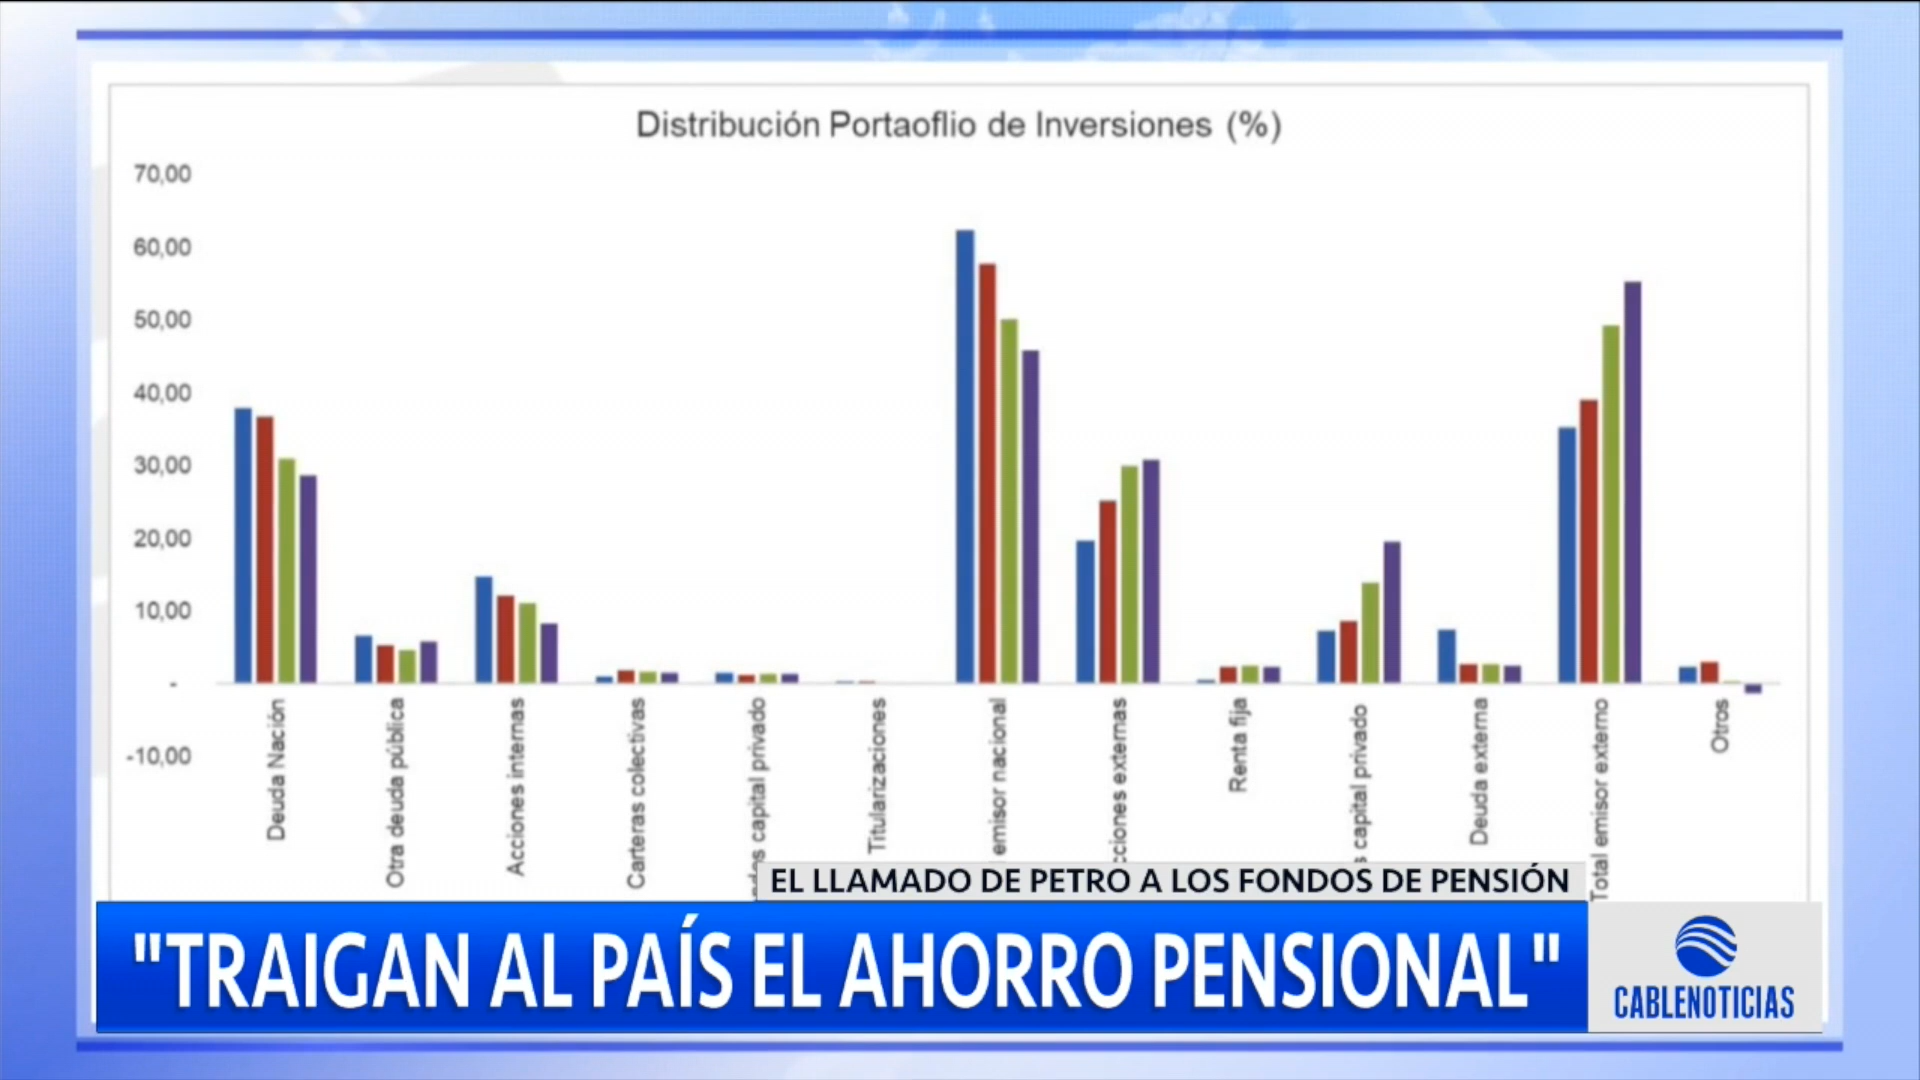 Distribución Portaoflio de Inversiones (%)
70,00
60,00
50,00
40,00
30,00
20,00
10,00
-
-10,00
Deuda Nación
Otra deuda pública
Acciones internas
Carteras colectivas
capital privado
Titularizaciones
emisor nacional
externas
Renta fija
capital privado
Deuda externa
Total emisor externo
Otros
EL LLAMADO DE PETRO A LOS FONDOS DE PENSIÓN
"TRAIGAN AL PAÍS EL AHORRO PENSIONAL"
CABLENOTICIAS